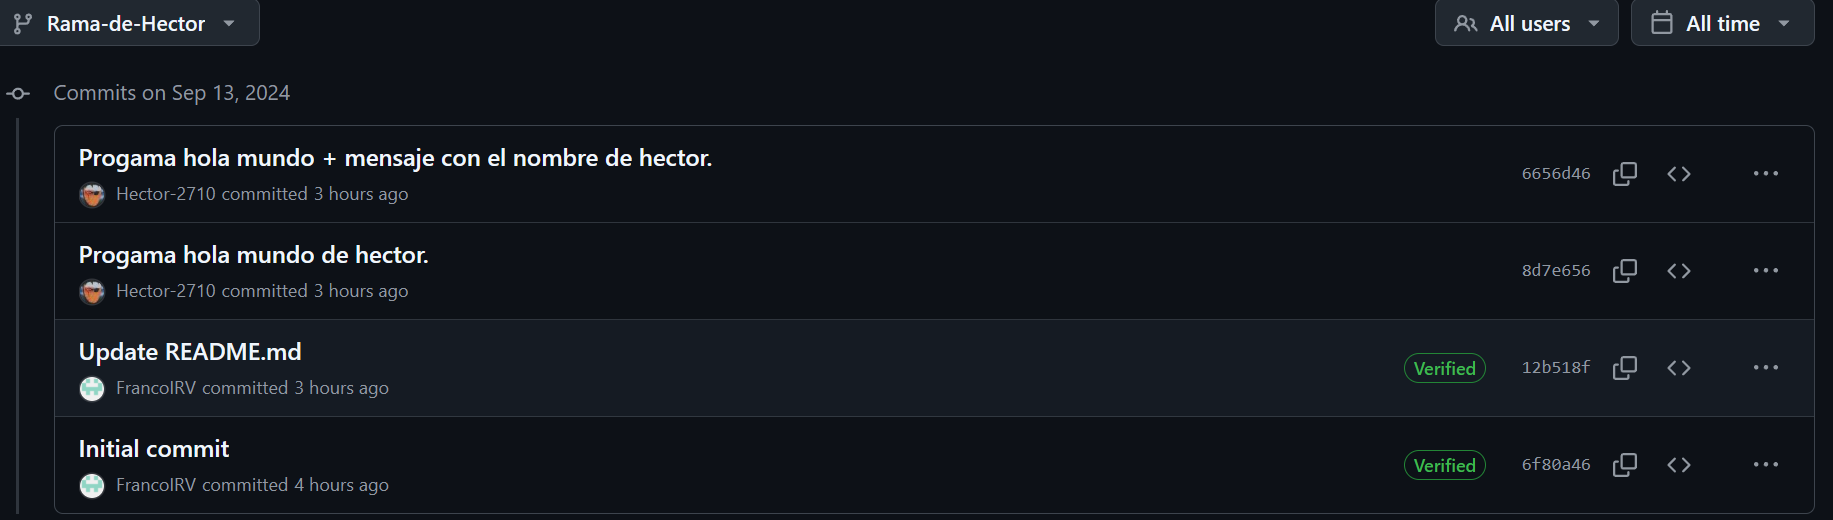 Rama-de-Hector
All users
All time
Commits on Sep 13, 2024
Progama hola mundo + mensaje con el nombre de hector.
Hector-2710 committed 3 hours ago
6656d46
Progama hola mundo de hector.
Hector-2710 committed 3 hours ago
8d7e656
Update README.md
FrancoIRV committed 3 hours ago
Verified
12b518f
Initial commit
FrancoIRV committed 4 hours ago
Verified
6f80a46